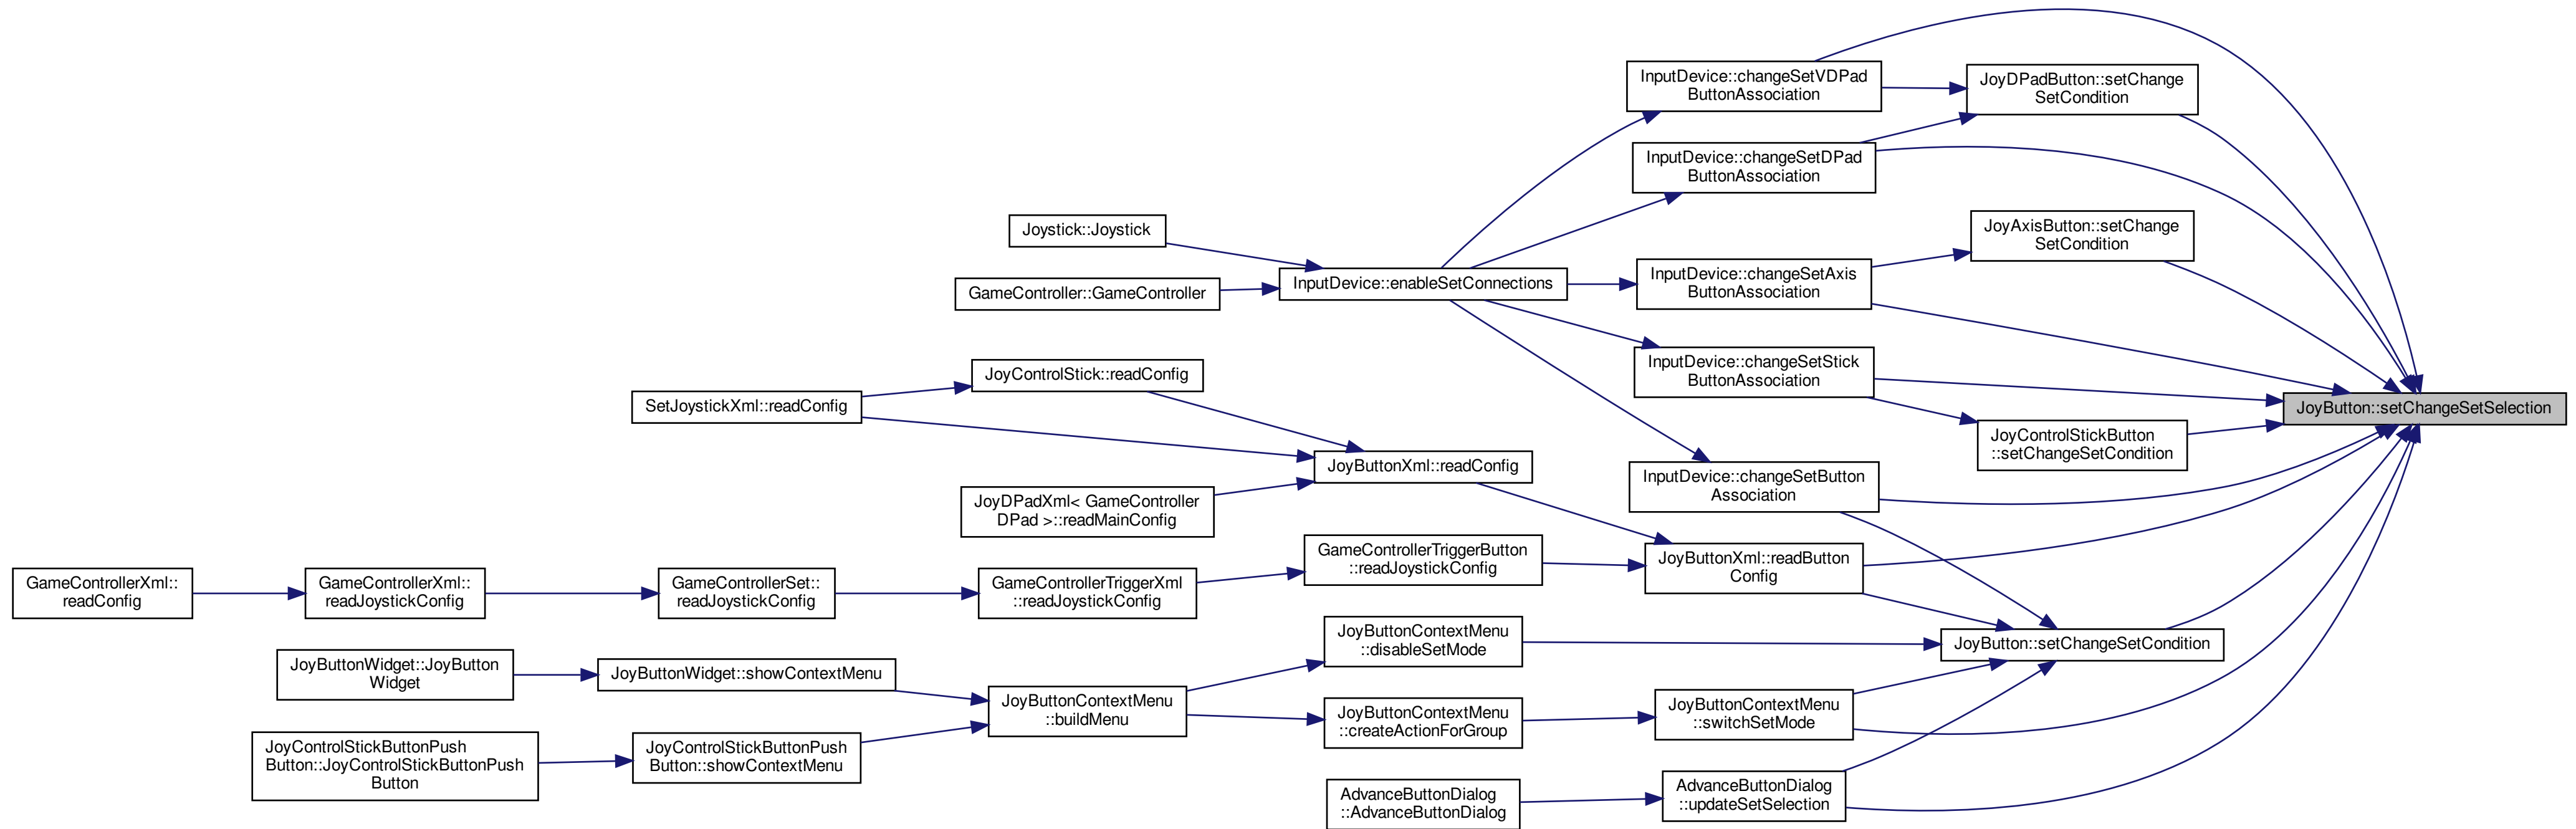 InputDevice::changeSetVDPad
ButtonAssociation
JoyDPadButton::setChange
SetCondition
InputDevice::changeSetDPad
ButtonAssociation
Joystick::Joystick
JoyAxisButton::setChange
SetCondition
GameController::GameController
InputDevice::enableSetConnections
InputDevice::changeSetAxis
ButtonAssociation
JoyControlStick::readConfig
InputDevice::changeSetStick
ButtonAssociation
SetJoystickXml::readConfig
JoyButton::setChangeSetSelection
JoyControlStickButton
::setChangeSetCondition
JoyButtonXml::readConfig
InputDevice::changeSetButton
Association
JoyDPadXml< GameController
DPad >::readMainConfig
GameControllerTriggerButton
::readJoystickConfig
JoyButtonXml::readButton
Config
GameControllerXml::
readConfig
GameControllerXml::
readJoystickConfig
GameControllerSet::
readJoystickConfig
GameControllerTriggerXml
::readJoystickConfig
JoyButtonContextMenu
::disableSetMode
JoyButton::setChangeSetCondition
JoyButtonWidget::JoyButton
Widget
JoyButtonWidget::showContextMenu
JoyButtonContextMenu
::buildMenu
JoyButtonContextMenu
::createActionForGroup
JoyButtonContextMenu
::switchSetMode
JoyControlStickButtonPush
Button::JoyControlStickButtonPush
Button
JoyControlStickButtonPush
Button::showContextMenu
AdvanceButtonDialog
::AdvanceButtonDialog
AdvanceButtonDialog
::updateSetSelection